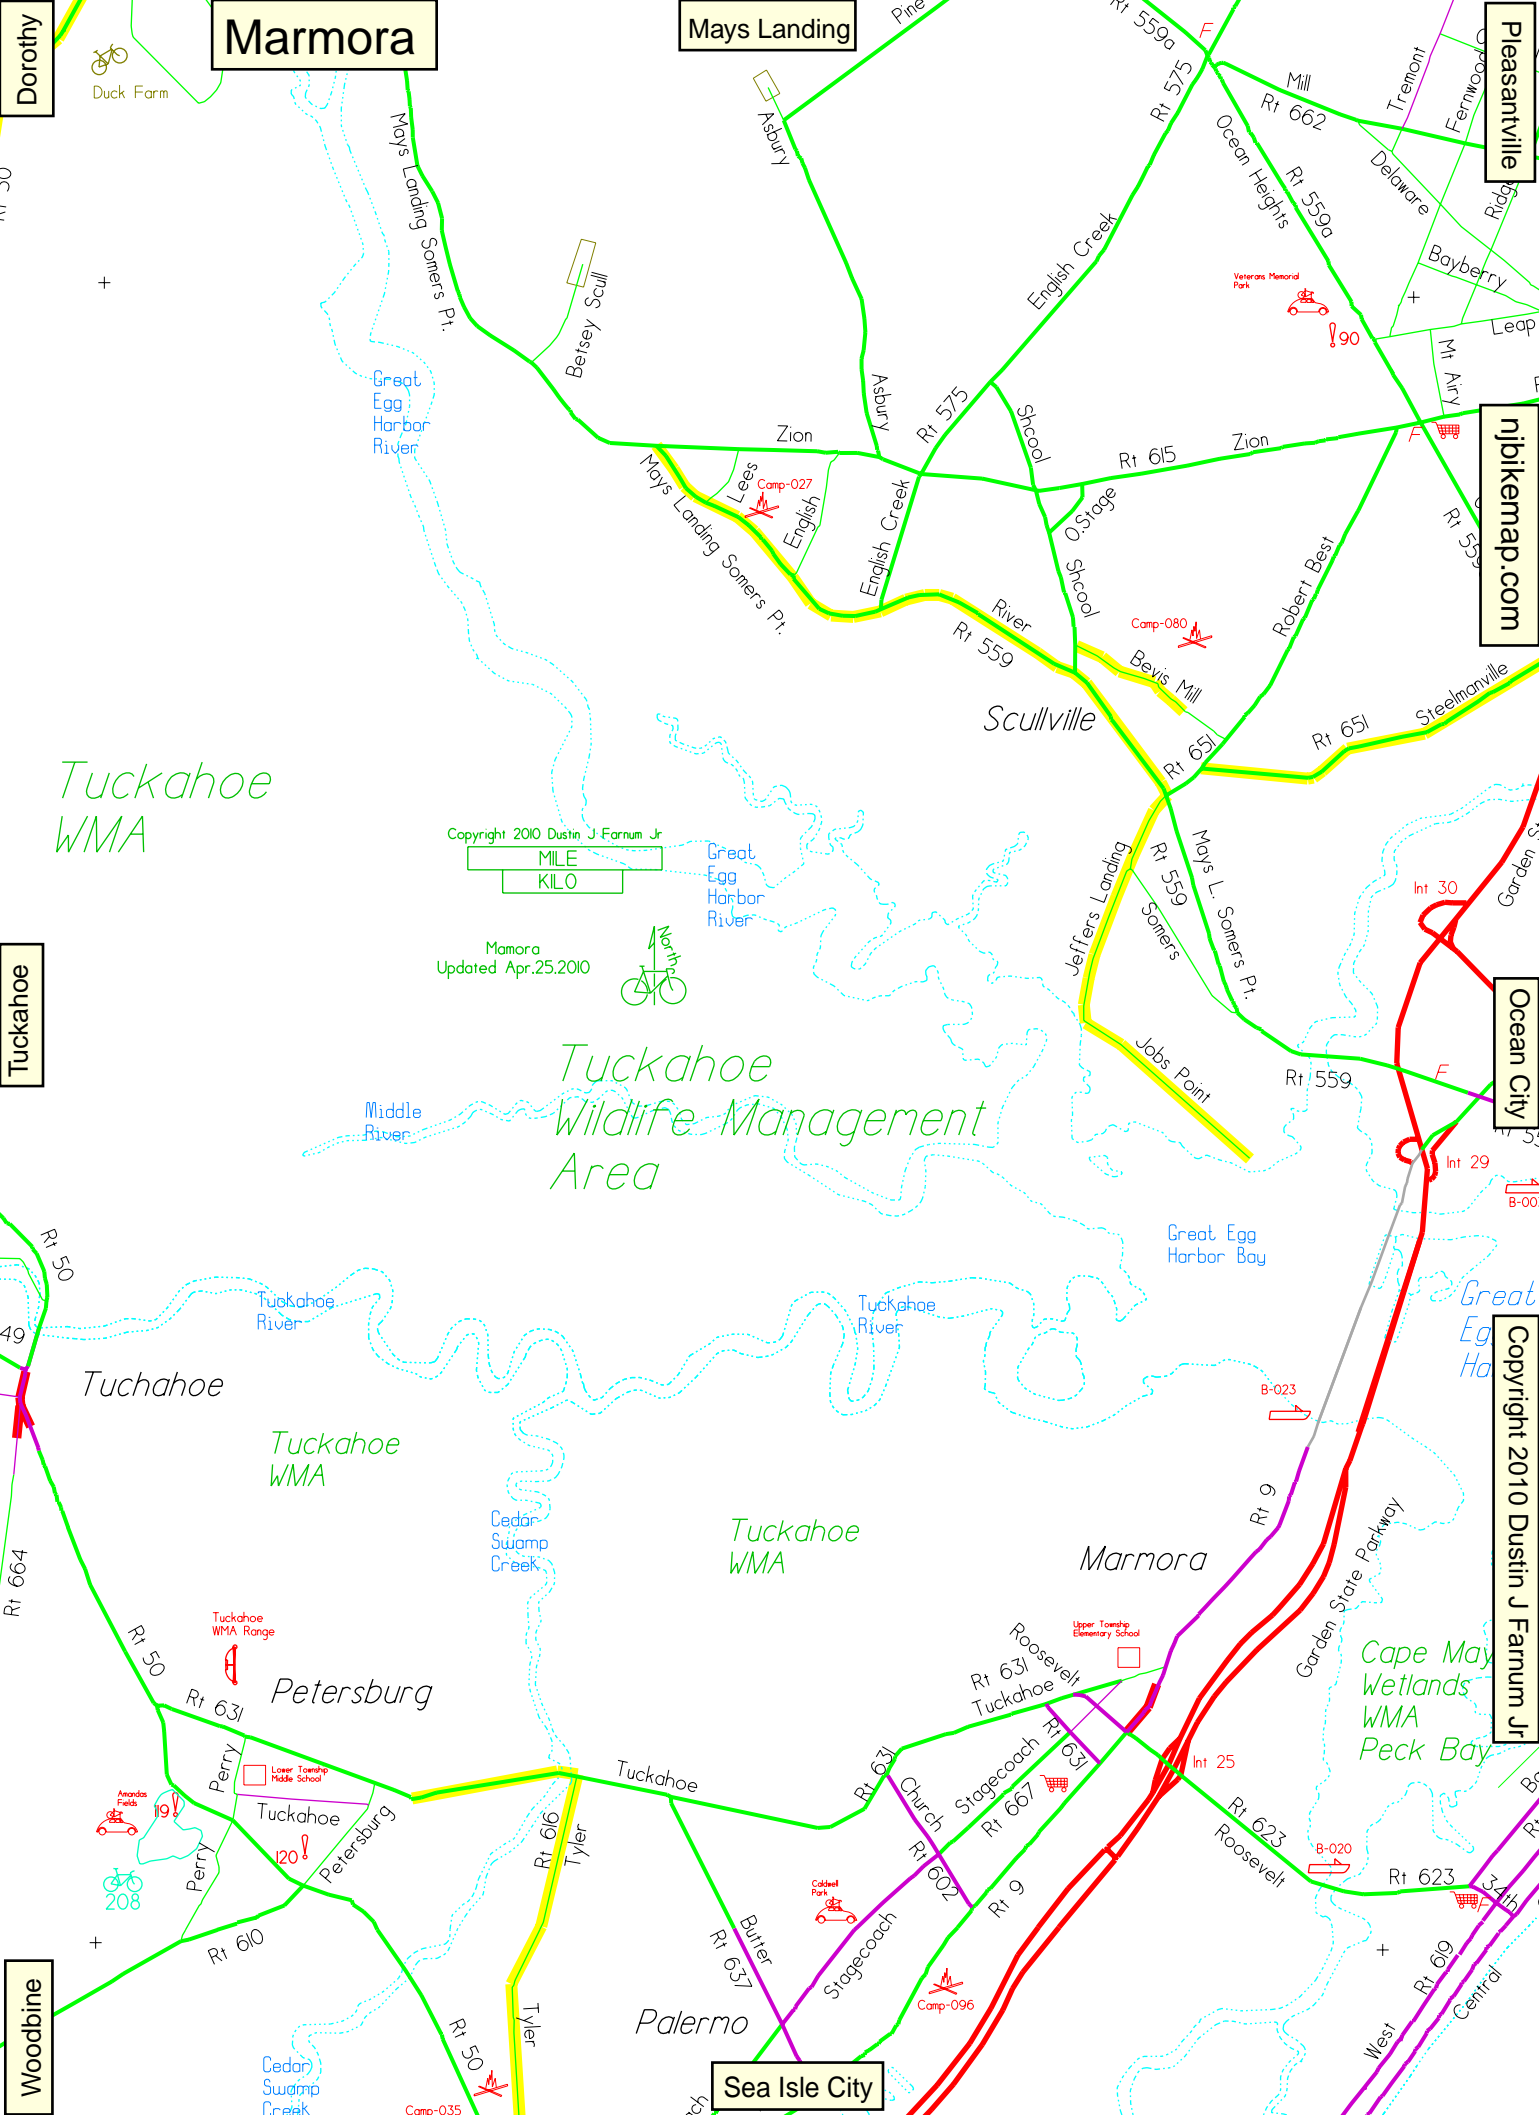 Dorothy
Marmora
Mays Landing
Pleasantville
Duck Farm
Pine
Rt 559a
F
Rt 575
Mill
Rt 662
Tremont
Fernwood
Mays Landing Somers Pt.
Asbury
Ocean Heights
Rt 559a
Delaware
English Creek
Bayberry
Veterans Memorial
Park
90
Leap
Betsey Scull
Mt Airy
Great
Egg
Harbor
River
Asbury
Rt 575
Shcool
Zion
Rt 615
Zion
F
njbikemap.com
Mays Landing Somers Pt.
Lees
Camp-027
English
English Creek
O.Stage
Shcool
Robert Best
River
Rt 559
Camp-080
Bevis Mill
Scullville
Rt 651
Rt 651
Steelmanville
Tuckahoe
WMA
Copyright 2010 Dustin J Farnum Jr
MILE
KILO
Great
Egg
Harbor
River
Mamora
Updated Apr.25.2010
North
Jeffers Landing
Rt 559
Somers
Mays L. Somers Pt.
Int 30
Tuckahoe
Ocean City
Tuckahoe
Wildlife Management
Area
Middle
River
Jobs Point
Rt 559
F
Int 29
Great Egg
Harbor Bay
Rt 50
49
Tuckahoe
River
Tuckahoe
River
Great
Tuchahoe
B-023
Copyright 2010 Dustin J Farnum Jr
Tuckahoe
WMA
Cedar
Swamp
Creek
Tuckahoe
WMA
Rt 9
Marmora
Garden State Parkway
Rt 664
Tuckahoe
WMA Range
Rt 50
Petersburg
Rt 631
Upper Township
Elementary School
Roosevelt
Rt 631
Tuckahoe
Rt 631
Cape May
Wetlands
WMA
Peck Bay
Int 25
Perry
Lower Township
Middle School
Tuckahoe
Petersburg
Amandas
Fields
119
120
208
Perry
Tuckahoe
Rt 616
Tyler
Rt 631
Church
Stagecoach
Rt 667
Rt 602
Rt 9
Rt 623
Roosevelt
B-020
Rt 623
34th
F
Rt 610
Caldwell
Park
Butter
Rt 637
Stagecoach
Camp-096
Rt 619
Central
West
Woodbine
Rt 50
Tyler
Palermo
Cedar
Swamp
Creek
Camp-035
Sea Isle City